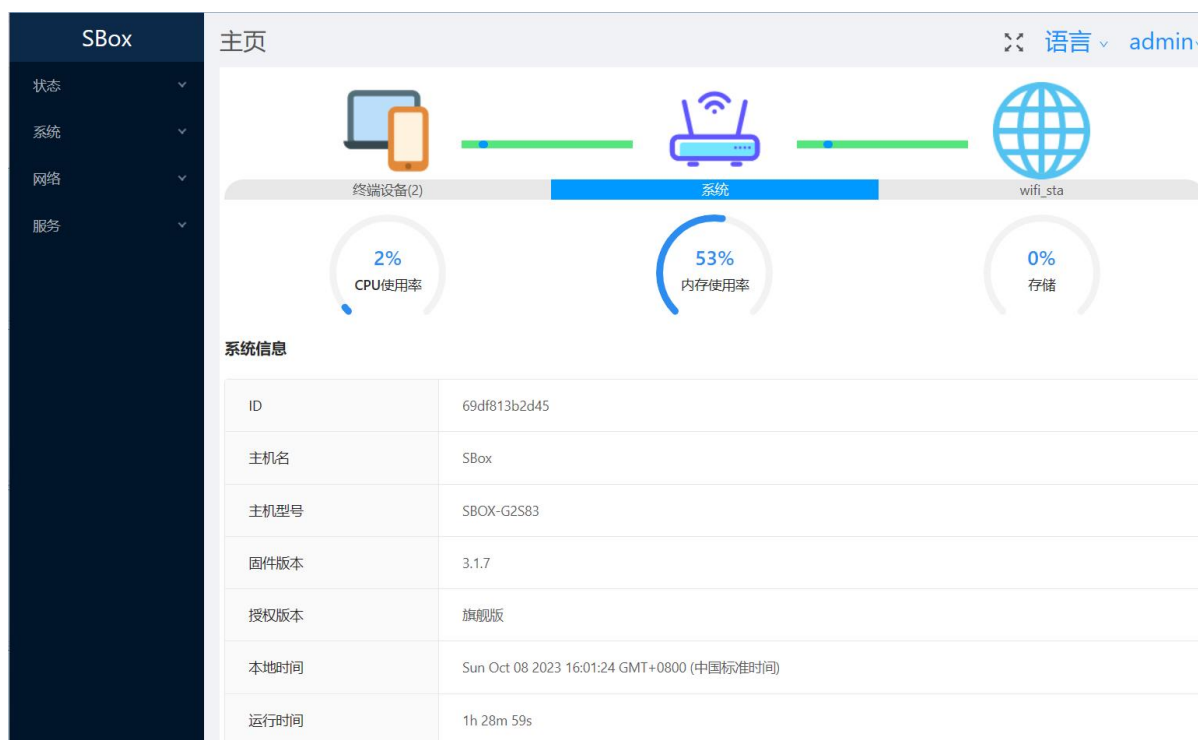 SBox
主页
语言
admin
状态
系统
网络
服务
终端设备(2)
系统
wifi_sta
2%
CPU使用率
53%
内存使用率
0%
存储
系统信息
ID 69df813b2d45
主机名 SBox
主机型号 SBOX-G2S83
固件版本 3.1.7
授权版本 旗舰版
本地时间 Sun Oct 08 2023 16:01:24 GMT+0800 (中国标准时间)
运行时间 1h 28m 59s